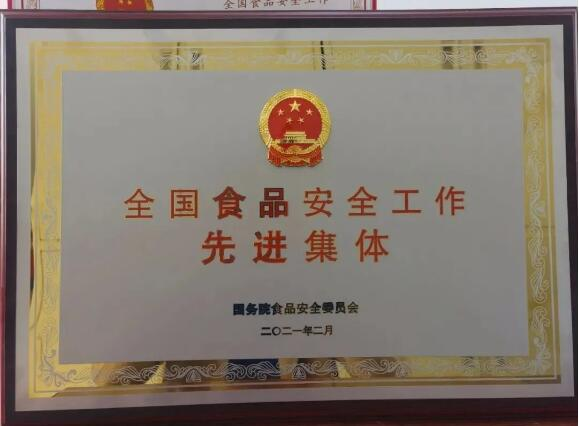 全国食品安全工作
全国食品安全工作
先进集体
国务院食品安全委员会
二〇二一年二月